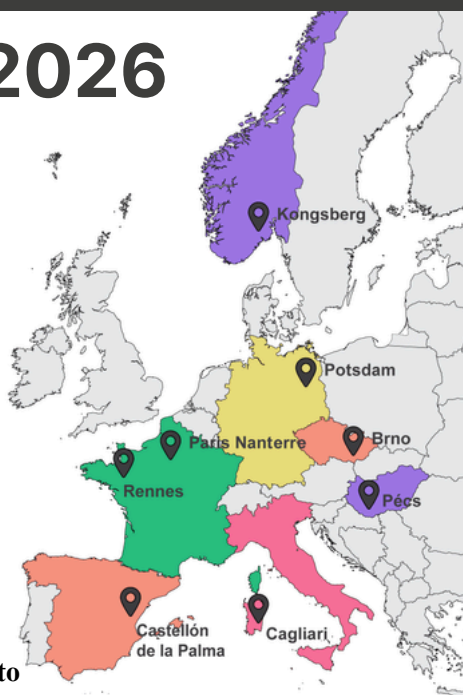 2026
Kongsberg
Potsdam
Brno
Paris Nanterre
Rennes
Pécs
Castellón
de la Palma
Cagliari
to